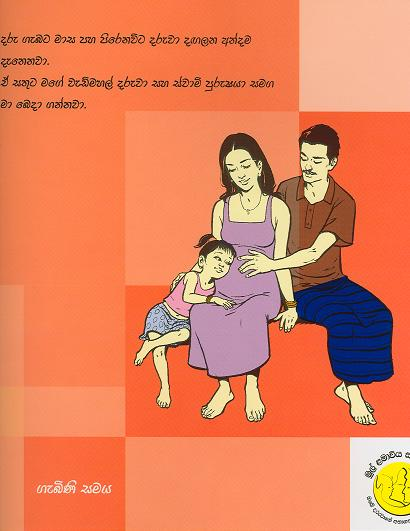 දරු ගැබට මාස පහ පිරෙනවිට දරුවා දඟලන අන්දම
දැනෙනවා.
ඒ සතුට මගේ වැඩිමහල් දරුවා සහ ස්වාමි පුරුෂයා සමග
මා බෙදා ගන්නවා.
ගැබිණි සමය